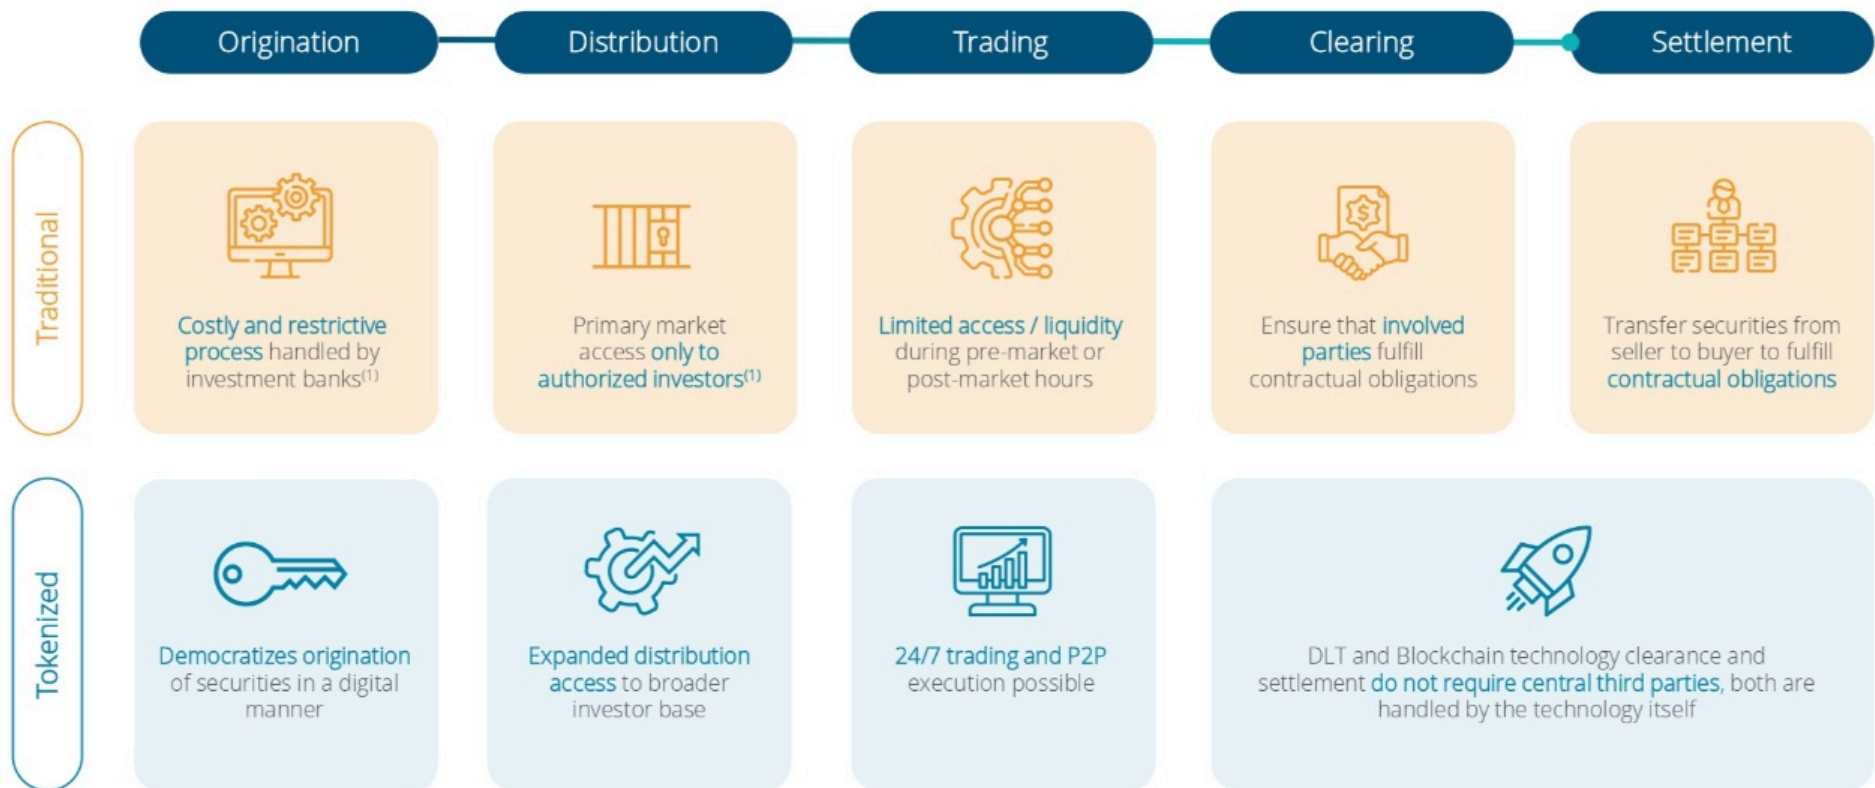 Origination
Distribution
Trading
Clearing
Settlement
Traditional
Costly and restrictive
process handled by
investment banks(1)
Primary market
access only to
authorized investors(1)
Limited access / liquidity
during pre-market or
post-market hours
Ensure that involved
parties fulfill
contractual obligations
Transfer securities from
seller to buyer to fulfill
contractual obligations
$
Tokenized
Democratizes origination
of securities in a digital
manner
Expanded distribution
access to broader
investor base
24/7 trading and P2P
execution possible
DLT and Blockchain technology clearance and
settlement do not require central third parties, both are
handled by the technology itself